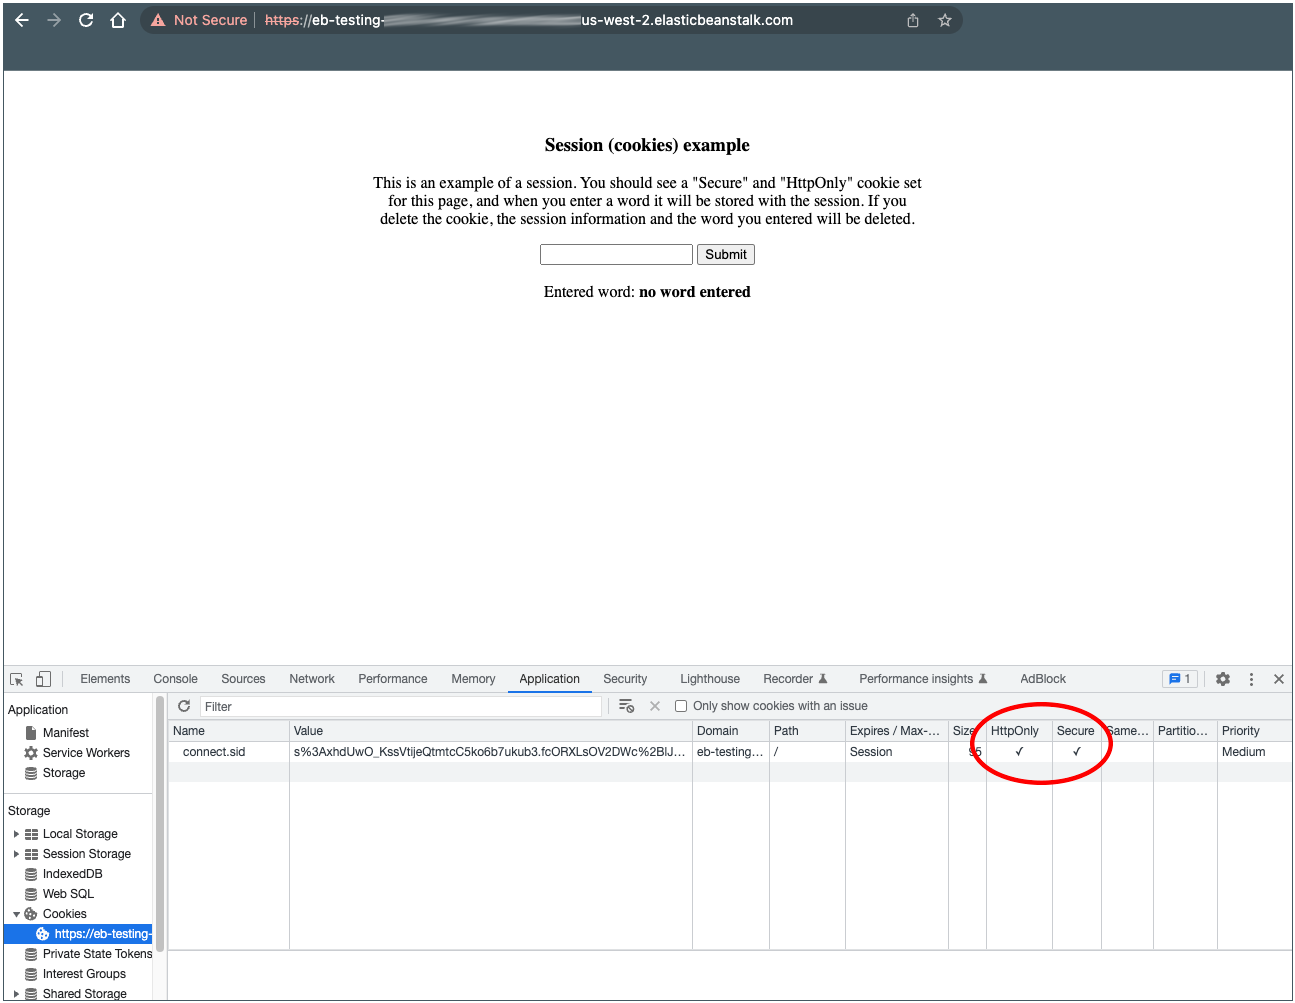 Not Secure https://eb-testing- us-west-2.elasticbeanstalk.com
Session (cookies) example
This is an example of a session. You should see a "Secure" and "HttpOnly" cookie set
for this page, and when you enter a word it will be stored with the session. If you
delete the cookie, the session information and the word you entered will be deleted.
Submit
Entered word: no word entered
Elements Console Sources Network Performance Memory Application Security Lighthouse Recorder Performance insights AdBlock 1
Application
Manifest
Service Workers
Storage
Storage
Local Storage
Session Storage
IndexedDB
Web SQL
Cookies
https://eb-testing-
Private State Tokens
Interest Groups
Shared Storage
Filter Only show cookies with an issue
Name Value Domain Path Expires / Max-... Size HttpOnly Secure Same... Partitio... Priority
connect.sid s%3AxhdUwO_KssVtijeQtmtcC5ko6b7ukub3.fcORXLsOV2DWc%2BlJ... eb-testing... / Session 95 ✓ ✓ Medium